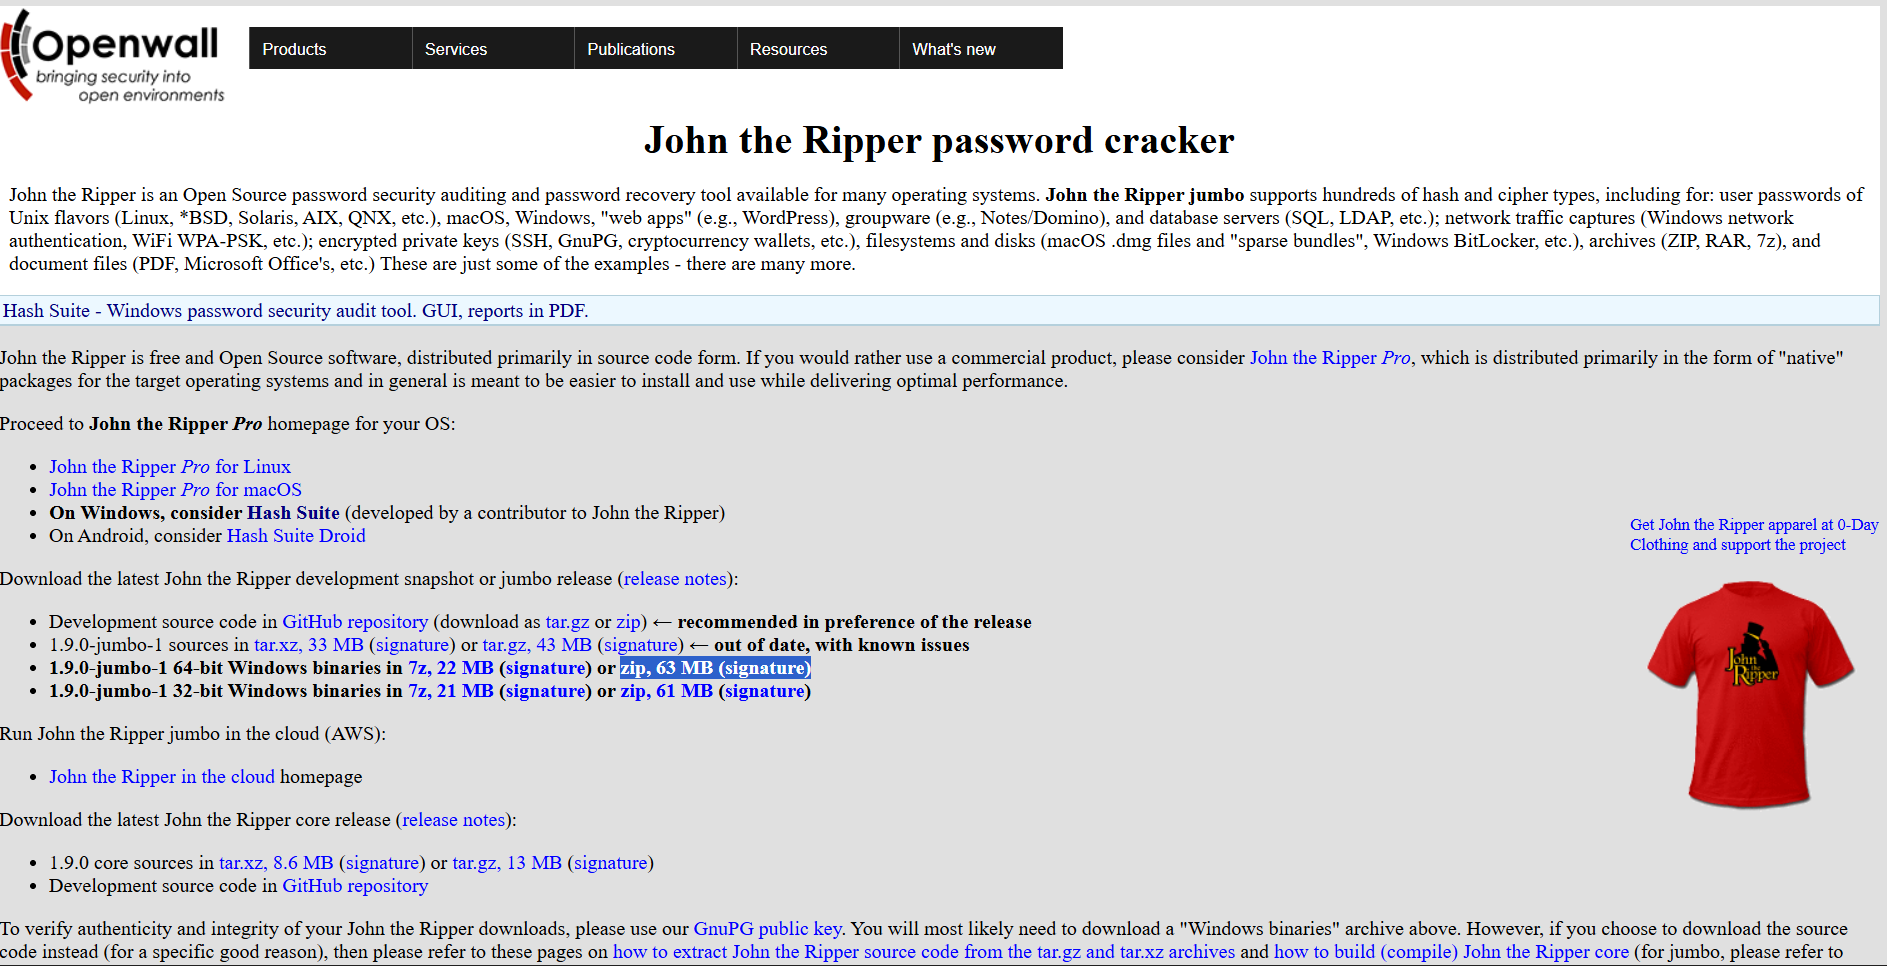 Openwall
bringing security into
open environments
Products
Services
Publications
Resources
What's new
John the Ripper password cracker
John the Ripper is an Open Source password security auditing and password recovery tool available for many operating systems. John the Ripper jumbo supports hundreds of hash and cipher types, including for: user passwords of
Unix flavors (Linux, *BSD, Solaris, AIX, QNX, etc.), macOS, Windows, "web apps" (e.g., WordPress), groupware (e.g., Notes/Domino), and database servers (SQL, LDAP, etc.); network traffic captures (Windows network
authentication, WiFi WPA-PSK, etc.); encrypted private keys (SSH, GnuPG, cryptocurrency wallets, etc.), filesystems and disks (macOS .dmg files and "sparse bundles", Windows BitLocker, etc.), archives (ZIP, RAR, 7z), and
document files (PDF, Microsoft Office's, etc.) These are just some of the examples - there are many more.
Hash Suite - Windows password security audit tool. GUI, reports in PDF.
John the Ripper is free and Open Source software, distributed primarily in source code form. If you would rather use a commercial product, please consider John the Ripper Pro, which is distributed primarily in the form of "native"
packages for the target operating systems and in general is meant to be easier to install and use while delivering optimal performance.
Proceed to John the Ripper Pro homepage for your OS:
• John the Ripper Pro for Linux
• John the Ripper Pro for macOS
• On Windows, consider Hash Suite (developed by a contributor to John the Ripper)
• On Android, consider Hash Suite Droid
Get John the Ripper apparel at 0-Day
Clothing and support the project
John
the
Ripper
Download the latest John the Ripper development snapshot or jumbo release (release notes):
• Development source code in GitHub repository (download as tar.gz or zip) ← recommended in preference of the release
• 1.9.0-jumbo-1 sources in tar.xz, 33 MB (signature) or tar.gz, 43 MB (signature) ← out of date, with known issues
• 1.9.0-jumbo-1 64-bit Windows binaries in 7z, 22 MB (signature) or zip, 63 MB (signature)
• 1.9.0-jumbo-1 32-bit Windows binaries in 7z, 21 MB (signature) or zip, 61 MB (signature)
Run John the Ripper jumbo in the cloud (AWS):
• John the Ripper in the cloud homepage
Download the latest John the Ripper core release (release notes):
• 1.9.0 core sources in tar.xz, 8.6 MB (signature) or tar.gz, 13 MB (signature)
• Development source code in GitHub repository
To verify authenticity and integrity of your John the Ripper downloads, please use our GnuPG public key. You will most likely need to download a "Windows binaries" archive above. However, if you choose to download the source
code instead (for a specific good reason), then please refer to these pages on how to extract John the Ripper source code from the tar.gz and tar.xz archives and how to build (compile) John the Ripper core (for jumbo, please refer to